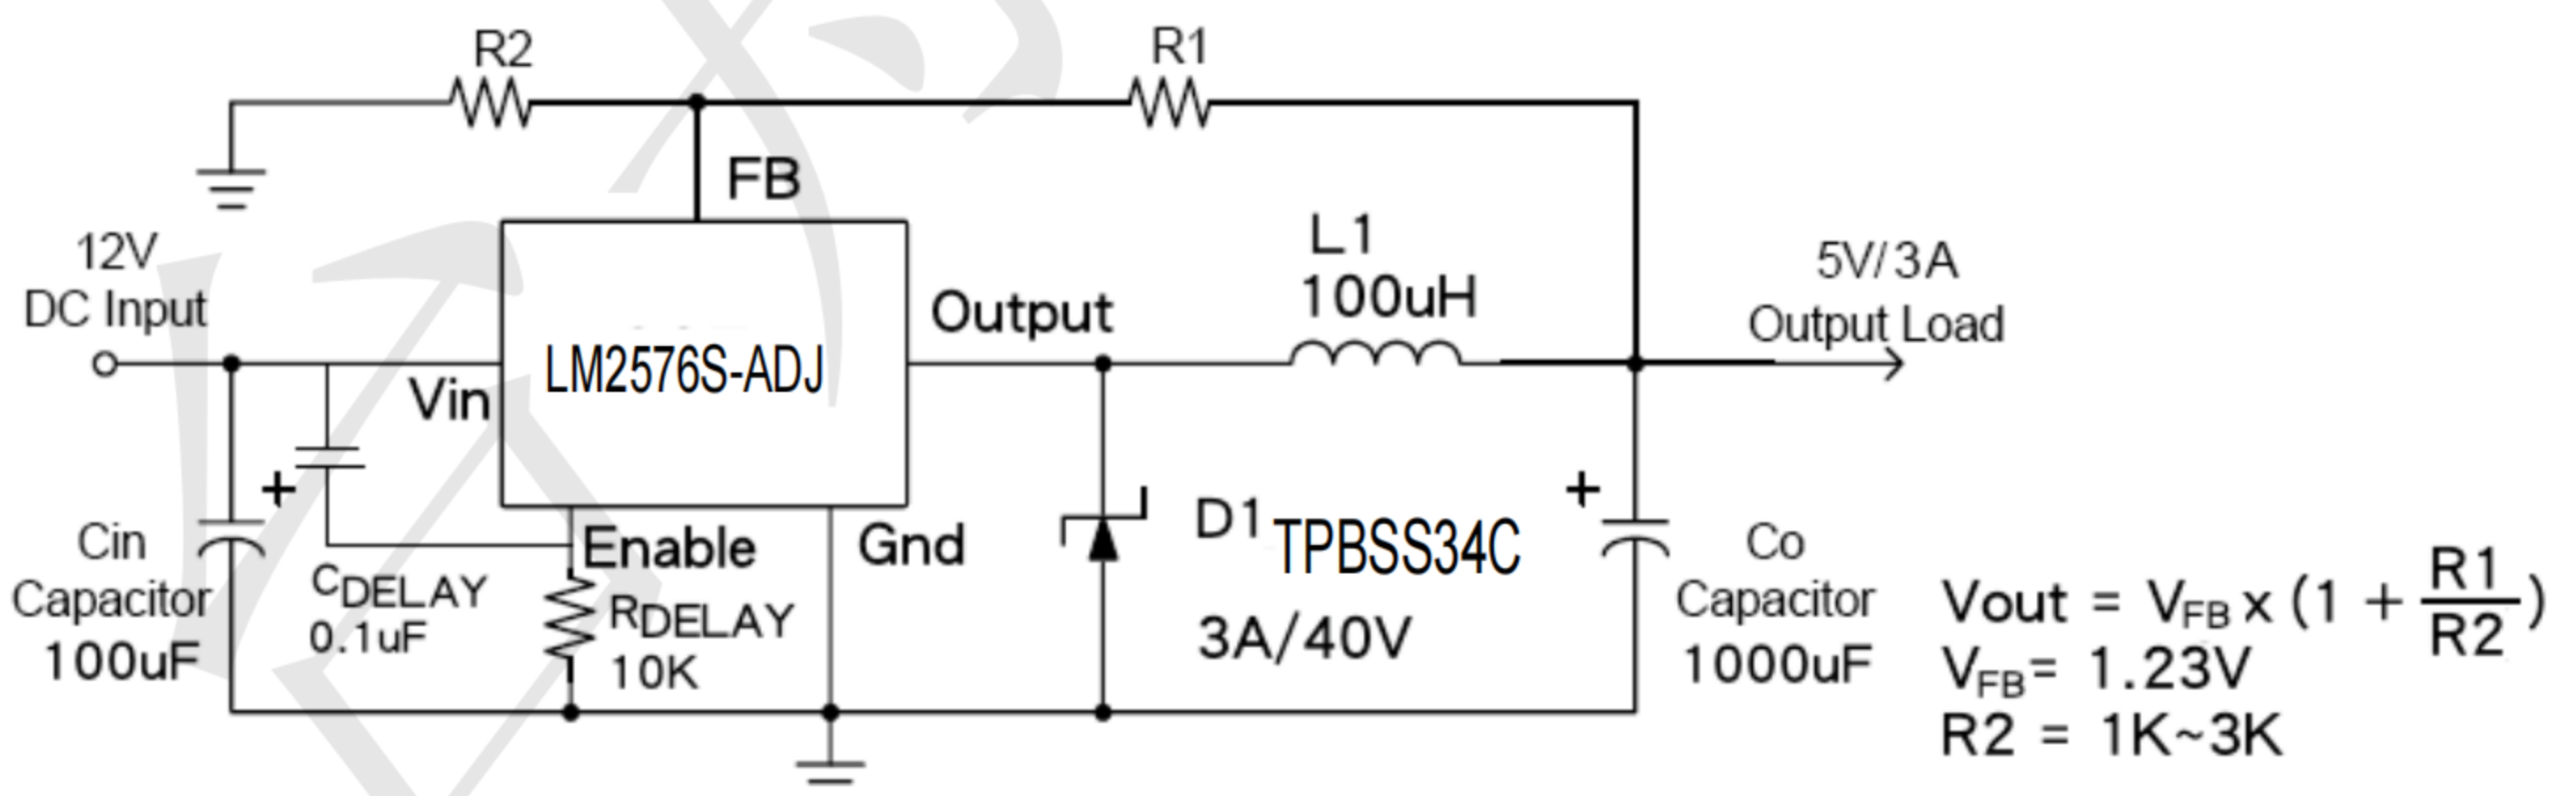 R2
R1
FB
12V
DC Input
L1
100uH
5V/3A
Output Load
Output
LM2576S-ADJ
Vin
+
+
Enable
Gnd
D1 TPBSS34C
3A/40V
Cin
Capacitor
100uF
CDELAY
0.1uF
RDELAY
10K
Co
Capacitor
1000uF
Vout = VFB x (1 + R1/R2)
VFB= 1.23V
R2 = 1K~3K